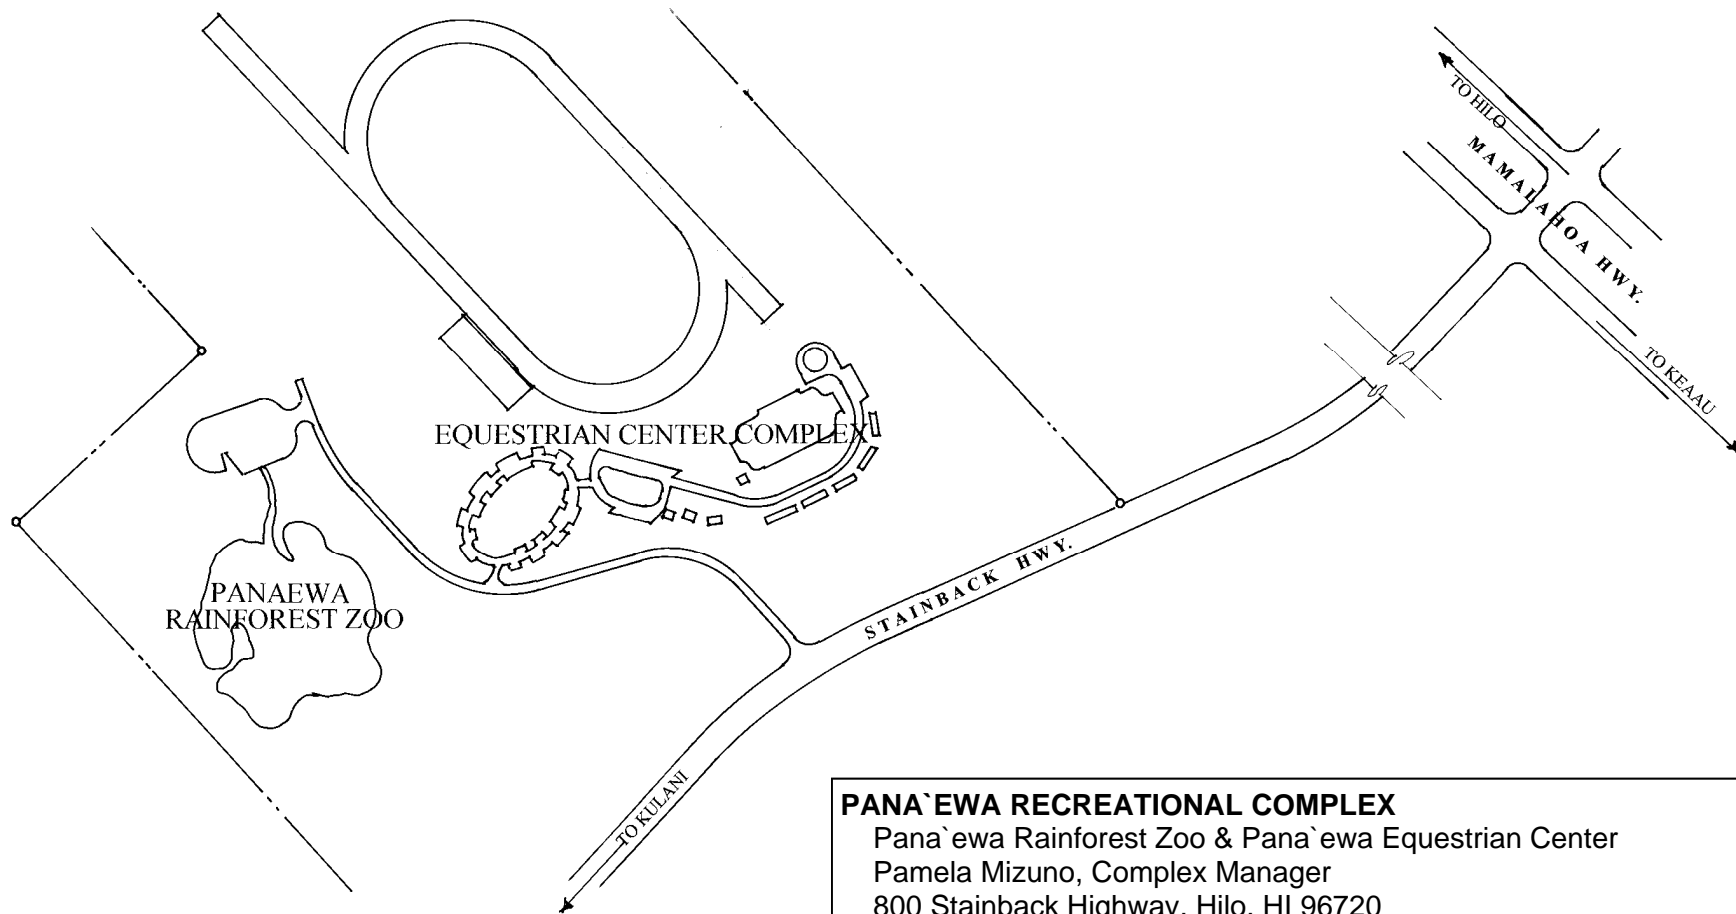 TO HILO
MAMALAHOA HWY.
TO KEAAU
EQUESTRIAN CENTER COMPLEX
STAINBACK HWY.
PANAEWA
RAINFOREST ZOO
TO KULANI
PANA`EWA RECREATIONAL COMPLEX
Pana`ewa Rainforest Zoo & Pana`ewa Equestrian Center
Pamela Mizuno, Complex Manager
800 Stainback Highway, Hilo, HI 96720